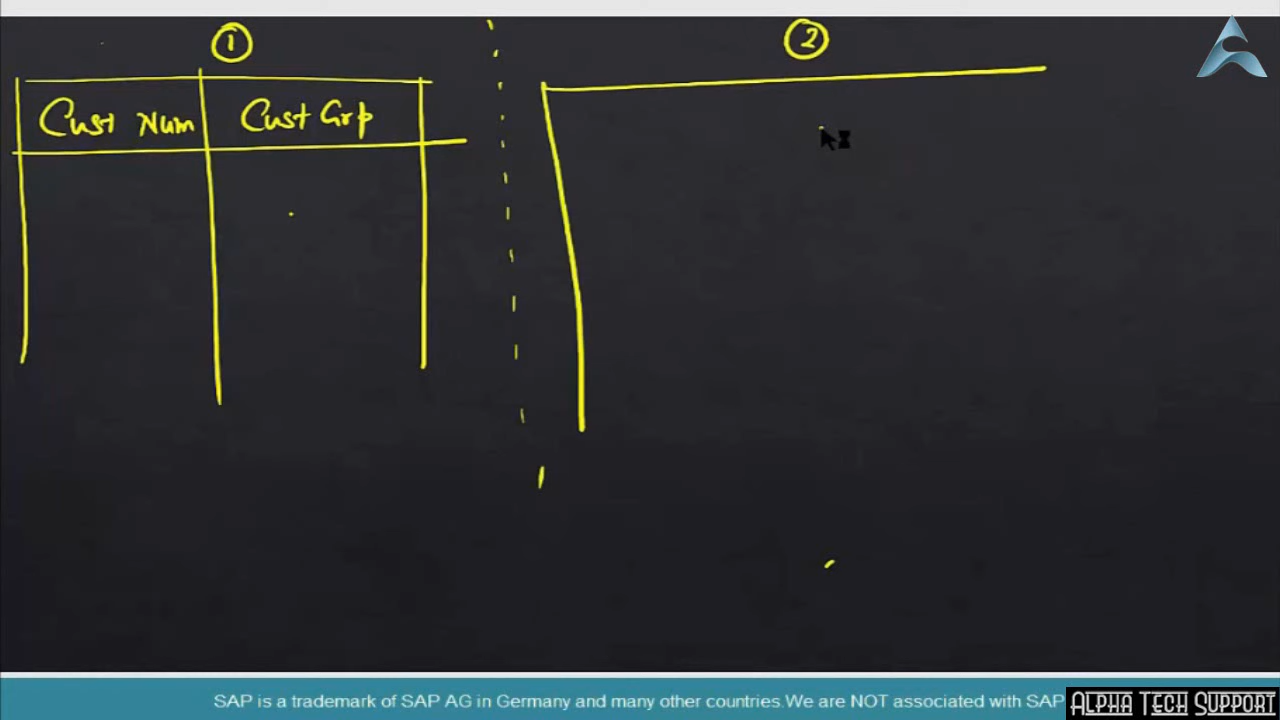 ①
②
Cust Num
Cust Grp
SAP is a trademark of SAP AG in Germany and many other countries.We are NOT associated with SAP
ALPHA TECH SUPPORT